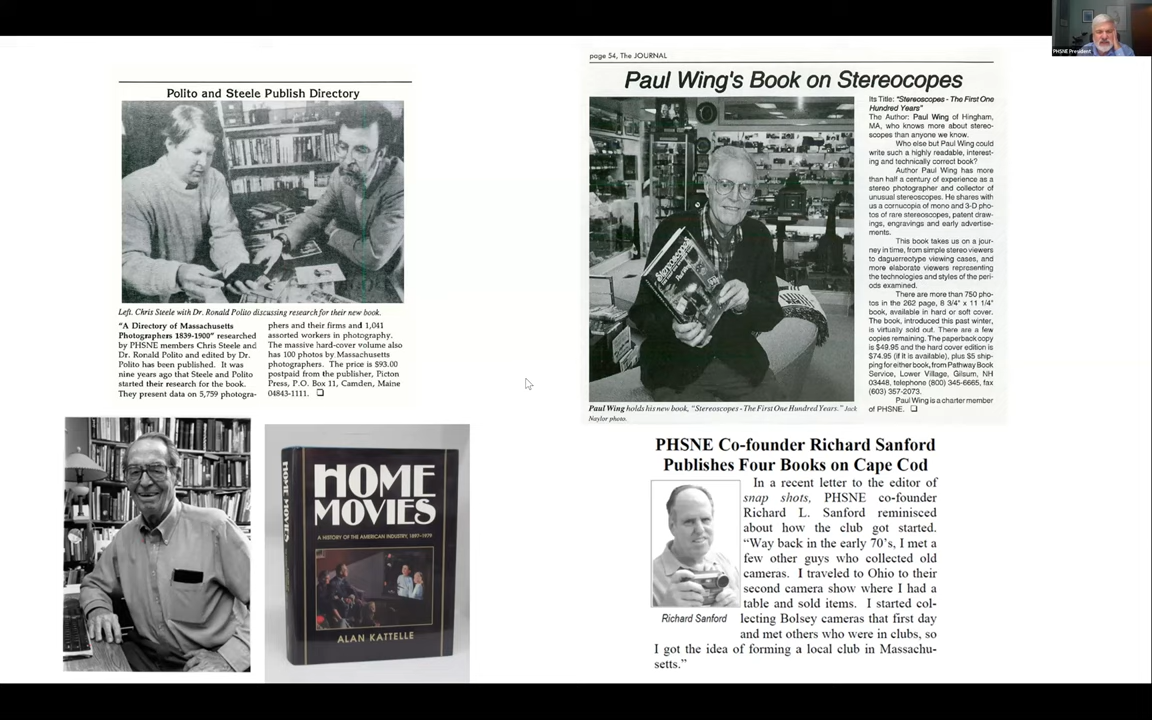 PHSNE President
Polito and Steele Publish Directory
Left. Chris Steele with Dr. Ronald Polito discussing research for their new book.
"A Directory of Massachusetts
Photographers 1839-1900" researched
by PHSNE members Chris Steele and
Dr. Ronald Polito and edited by Dr.
Polito has been published. It was
nine years ago that Steele and Polito
started their research for the book.
They present data on 5,759 photogra-
phers and their firms and 1,041
assorted workers in photography.
The massive hard-cover volume also
has 100 photos by Massachusetts
photographers. The price is $93.00
postpaid from the publisher, Picton
Press, P.O. Box 11, Camden, Maine
04843-1111. ❑
HOME MOVIES
HOME
MOVIES
A HISTORY OF THE AMERICAN INDUSTRY, 1897-1979
ALAN KATTELLE
page 54, The JOURNAL
Paul Wing's Book on Stereocopes
Stereoscopes
Paul Wing
Paul Wing holds his new book, "Stereoscopes - The First One Hundred Years." Jack
Naylor photo.
Its Title: "Stereoscopes - The First One
Hundred Years"
The Author: Paul Wing of Hingham,
MA, who knows more about stereo-
scopes than anyone we know.
Who else but Paul Wing could
write such a highly readable, interest-
ing and technically correct book?
Author Paul Wing has more
than half a century of experience as a
stereo photographer and collector of
unusual stereoscopes. He shares with
us a cornucopia of mono and 3-D pho-
tos of rare stereoscopes, patent draw-
ings, engravings and early advertise-
ments.
This book takes us on a jour-
ney in time, from simple stereo viewers
to daguerreotype viewing cases, and
more elaborate viewers representing
the technologies and styles of the peri-
ods examined.
There are more than 750 pho-
tos in the 262 page, 8 3/4" x 11 1/4"
book, available in hard or soft cover.
The book, introduced this past winter,
is virtually sold out. There are a few
copies remaining. The paperback copy
is $49.95 and the hard cover edition is
$74.95 (if it is available), plus $5 ship-
ping for either book, from Pathway Book
Service, Lower Village, Gilsum, NH
03448, telephone (800) 345-6665, fax
(603) 357-2073.
Paul Wing is a charter member
of PHSNE. ❑
PHSNE Co-founder Richard Sanford
Publishes Four Books on Cape Cod
Richard Sanford
In a recent letter to the editor of
snap shots, PHSNE co-founder
Richard L. Sanford reminisced
about how the club got started.
"Way back in the early 70's, I met a
few other guys who collected old
cameras. I traveled to Ohio to their
second camera show where I had a
table and sold items. I started col-
lecting Bolsey cameras that first day
and met others who were in clubs, so
I got the idea of forming a local club in Massachu-
setts."